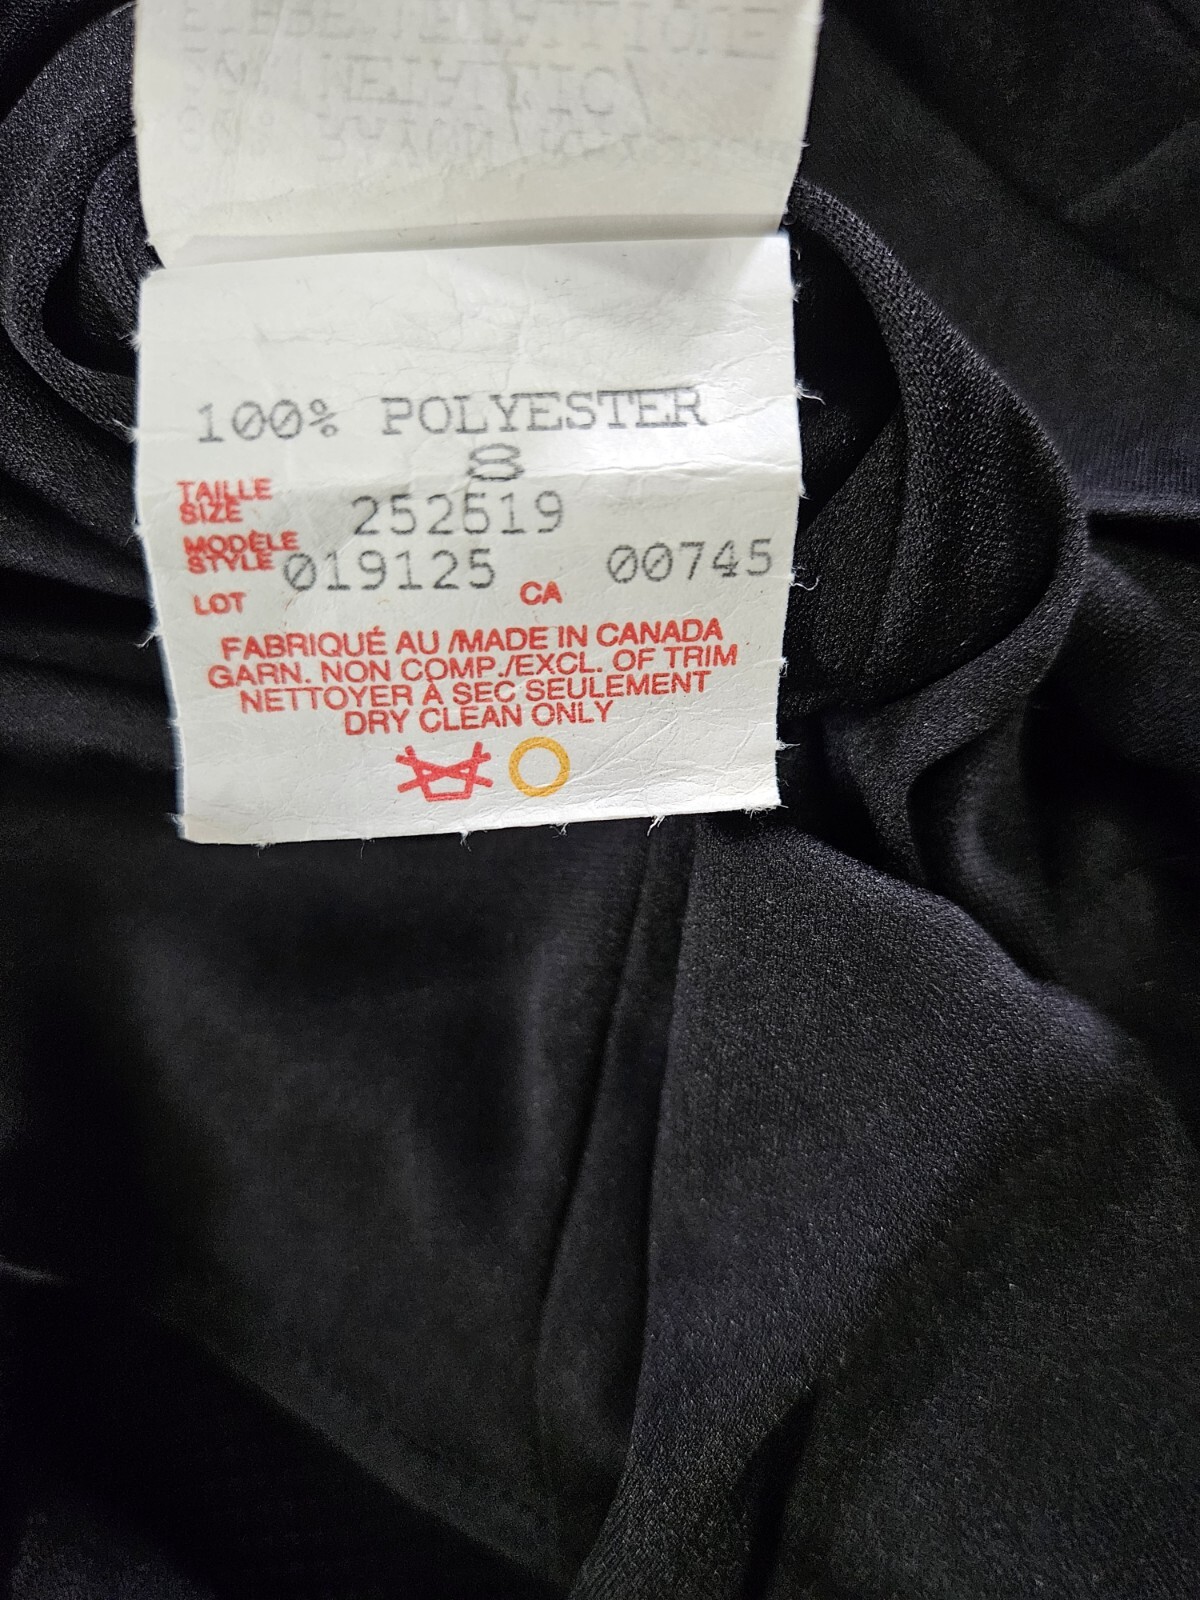 100% POLYESTER
8
TAILLE
SIZE
252519
MODÈLE
STYLE
019125
00745
LOT
CA
FABRIQUÉ AU /MADE IN CANADA
GARN. NON COMP./EXCL. OF TRIM
NETTOYER À SEC SEULEMENT
DRY CLEAN ONLY